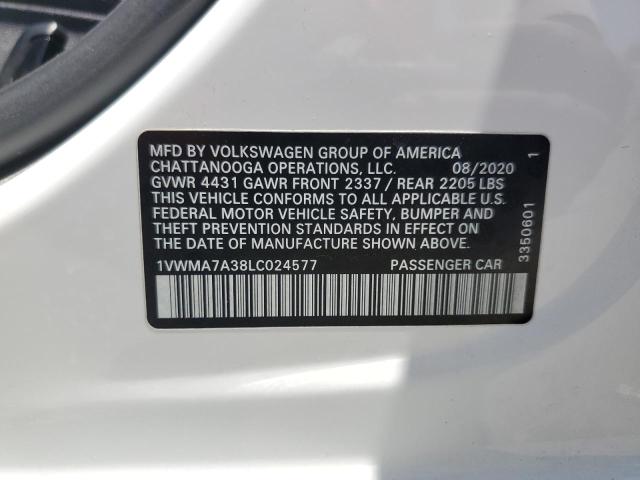 MFD BY VOLKSWAGEN GROUP OF AMERICA
CHATTANOOGA OPERATIONS, LLC. 08/2020
GVWR 4431 GAWR FRONT 2337 / REAR 2205 LBS
THIS VEHICLE CONFORMS TO ALL APPLICABLE U.S.
FEDERAL MOTOR VEHICLE SAFETY, BUMPER AND
THEFT PREVENTION STANDARDS IN EFFECT ON
THE DATE OF MANUFACTURE SHOWN ABOVE.
1VWMA7A38LC024577 PASSENGER CAR
3350601 1